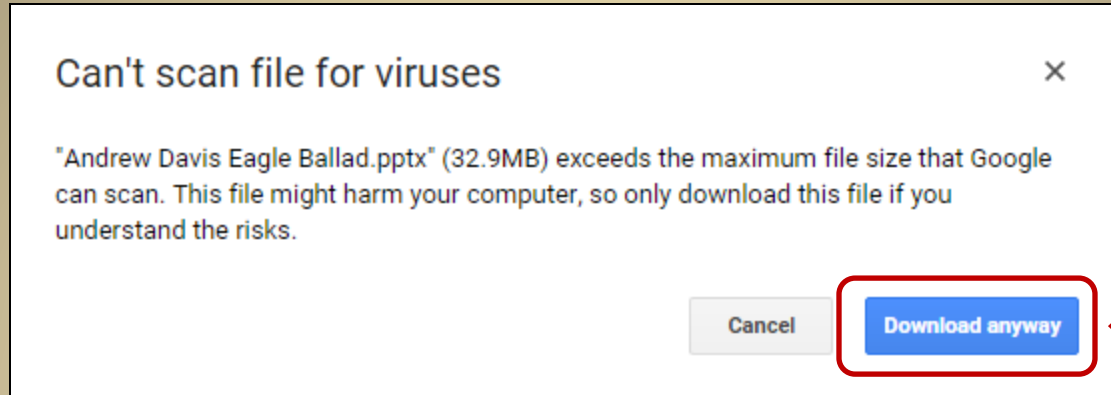 Can't scan file for viruses
"Andrew Davis Eagle Ballad.pptx" (32.9MB) exceeds the maximum file size that Google
can scan. This file might harm your computer, so only download this file if you
understand the risks.
Cancel Download anyway